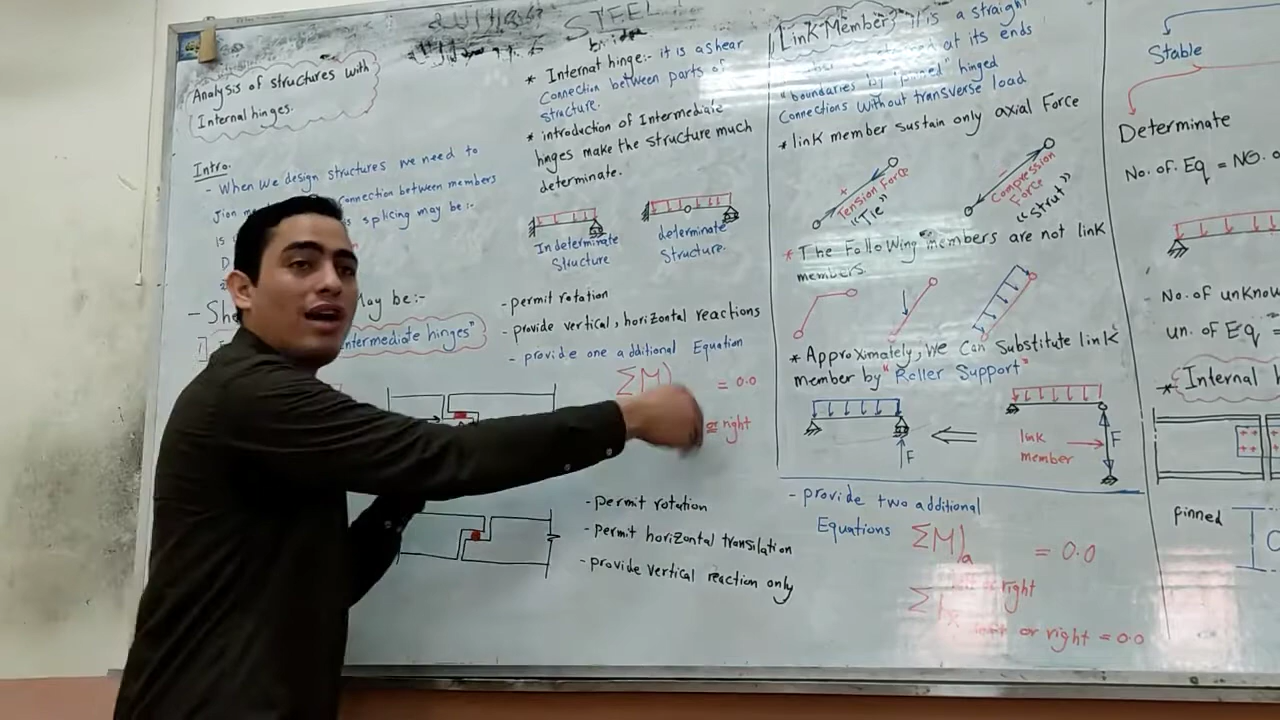 STEEL
bridge
Analysis of structures with
Internal hinges.
Intro.
- When we design structures we need to
connection between members
splicing may be:-
may be:-
intermediate hinges"
* Internat hinge:- it is a shear
Connection between parts of
structure.
* introduction of Intermediate
hinges make the structure much
determinate.
Indeterminate
Structure
determinate
Structure.
- permit rotation
- provide vertical, horizontal reactions
- provide one additional Equation
ΣM) = 0.0
or right
- permit rotation
- Permit horizontal translation
- provide vertical reaction only
Link Member:- it is a straight
at its ends
"boundaries by "pinned" hinged
Connections without transverse load
* link member sustain only axial Force
+
Tension Force
"Tie"
-
Compression
Force
"strut"
* The Following members are not link
members.
* Approximately, We Can Substitute link
member by "Roller Support"
F
link
member
F
- provide two additional
Equations
ΣM)a = 0.0
right
Σ
or right = 0.0
Stable
Determinate
No. of. Eq = NO.
No. of unknow
un. of Eq =
* Internal
Pinned